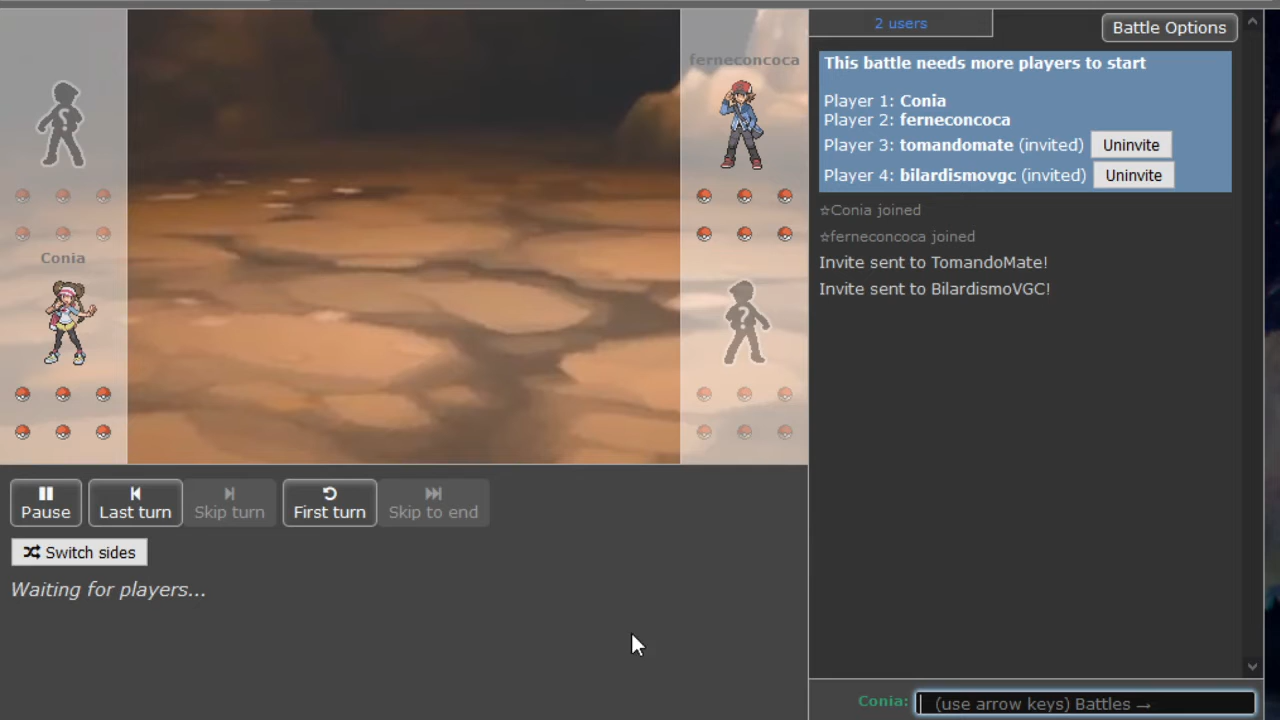 ferneconcoca
Conia
Pause
Last turn
Skip turn
First turn
Skip to end
Switch sides
Waiting for players...
2 users
Battle Options
This battle needs more players to start
Player 1: Conia
Player 2: ferneconcoca
Player 3: tomandomate (invited) Uninvite
Player 4: bilardismovgc (invited) Uninvite
☆Conia joined
☆ferneconcoca joined
Invite sent to TomandoMate!
Invite sent to BilardismoVGC!
Conia: (use arrow keys) Battles →